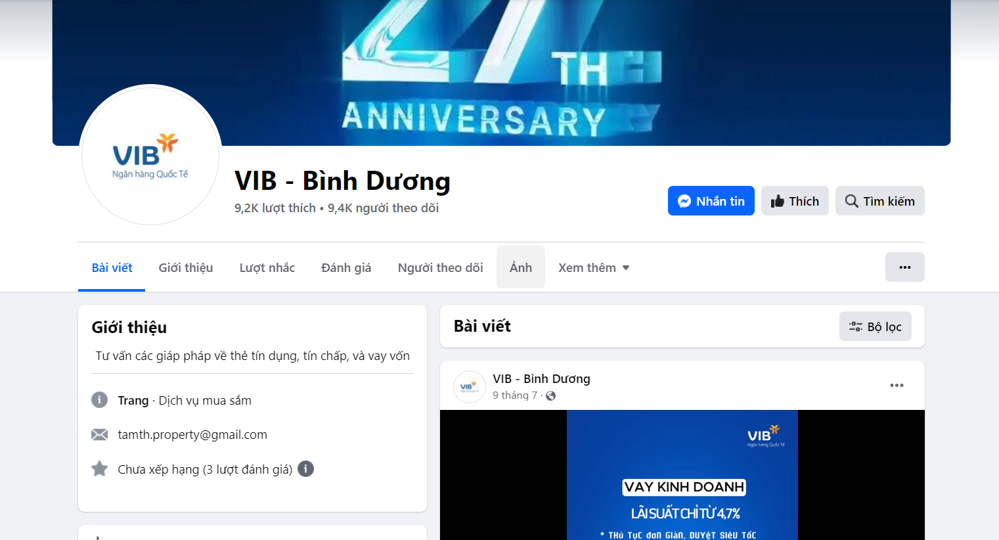 27TH
ANNIVERSARY
VIB
Ngân hàng Quốc Tế
VIB - Bình Dương
9,2K lượt thích • 9,4K người theo dõi
Nhắn tin
Thích
Tìm kiếm
Bài viết
Giới thiệu
Lượt nhắc
Đánh giá
Người theo dõi
Ảnh
Xem thêm
Giới thiệu
Tư vấn các giáp pháp về thẻ tín dụng, tín chấp, và vay vốn
Trang · Dịch vụ mua sắm
tamth.property@gmail.com
Chưa xếp hạng (3 lượt đánh giá)
Bài viết
Bộ lọc
VIB - Bình Dương
9 tháng 7 ·
VIB
Ngân hàng Quốc Tế
VAY KINH DOANH
LÃI SUẤT CHỈ TỪ 4,7%
* THỦ TỤC ĐƠN GIẢN, DUYỆT SIÊU TỐC